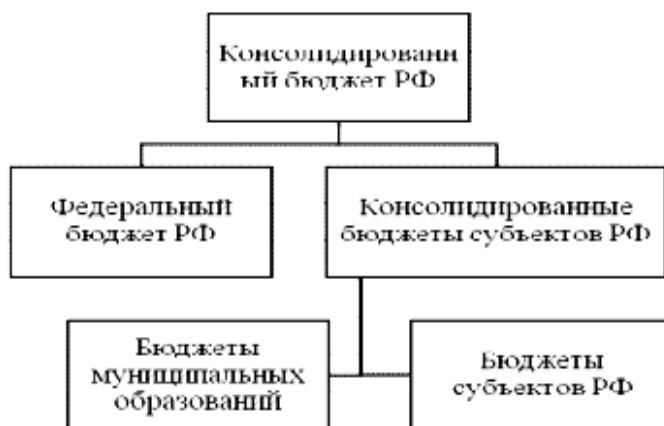 Консолидированн
ый бюджет РФ
Федеральный
бюджет РФ
Консолидированные
бюджеты субъектов РФ
Бюджеты
муниципальных
образований
Бюджеты
субъектов РФ